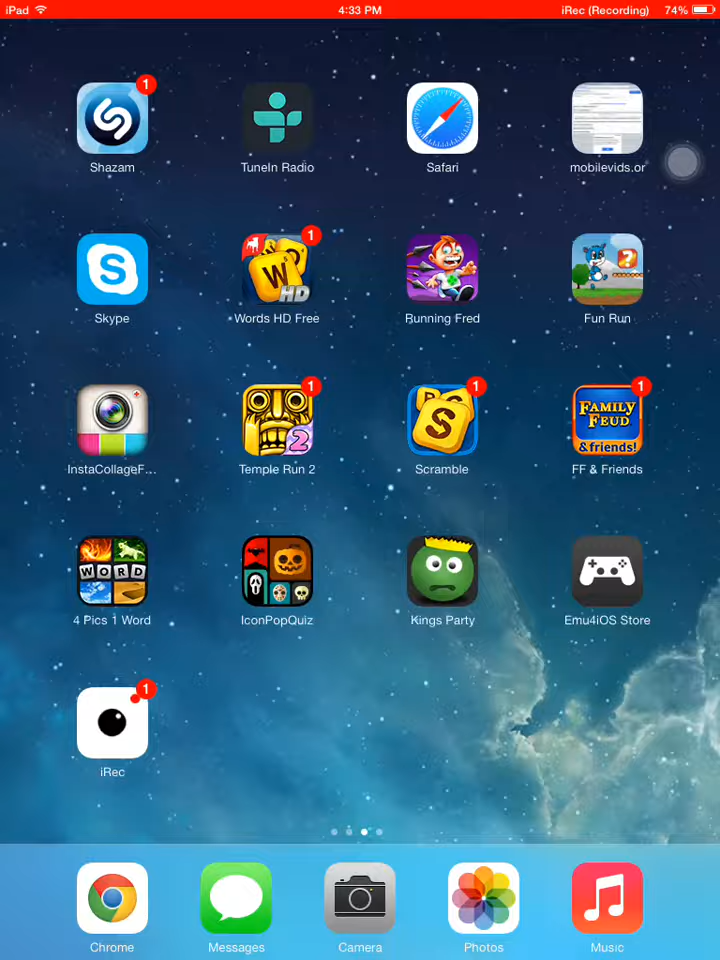 iPad 4:33 PM iRec (Recording) 74%
1
Shazam TuneIn Radio Safari mobilevids.or
1
W O
HD
Skype Words HD Free Running Fred Fun Run
1 1 1
2 S FAMILY
FEUD
& friends!
InstaCollageF... Temple Run 2 Scramble FF & Friends
WORD
4 Pics 1 Word IconPopQuiz Kings Party Emu4iOS Store
1
iRec
Chrome Messages Camera Photos Music